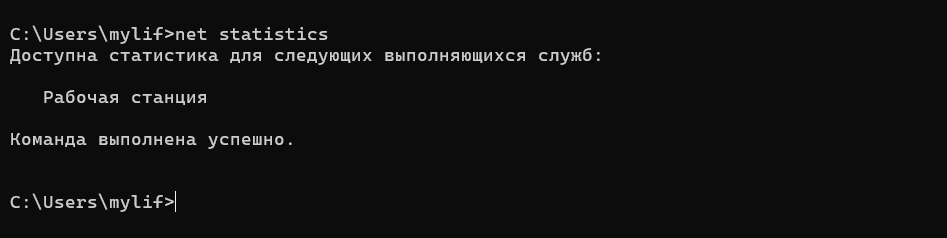 C:\Users\mylif>net statistics
Доступна статистика для следующих выполняющихся служб:
Рабочая станция
Команда выполнена успешно.
C:\Users\mylif>